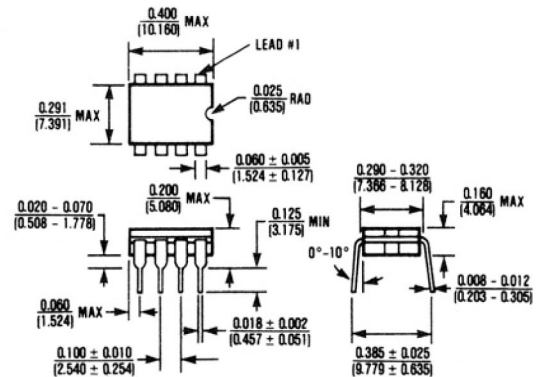 0.400 MAX
(10.160)
LEAD #1
0.291 MAX
(7.391)
0.025 RAD
(0.635)
0.060 ± 0.005
(1.524 ± 0.127)
0.290 - 0.320
(7.366 - 8.128)
0.200 MAX
(5.080)
0.160 MAX
(4.064)
0.020 - 0.070
(0.508 - 1.778)
0.125 MIN
(3.175)
0°-10°
0.008 - 0.012
(0.203 - 0.305)
0.060 MAX
(1.524)
0.018 ± 0.002
(0.457 ± 0.051)
0.100 ± 0.010
(2.540 ± 0.254)
0.385 ± 0.025
(9.779 ± 0.635)